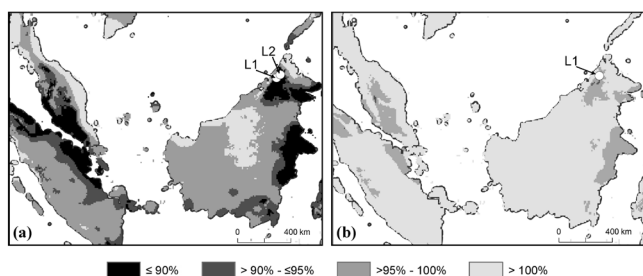 L2
L1
(a)
0 400 km
L1
(b)
0 400 km
≤ 90%
> 90% - ≤95%
>95% - 100%
> 100%